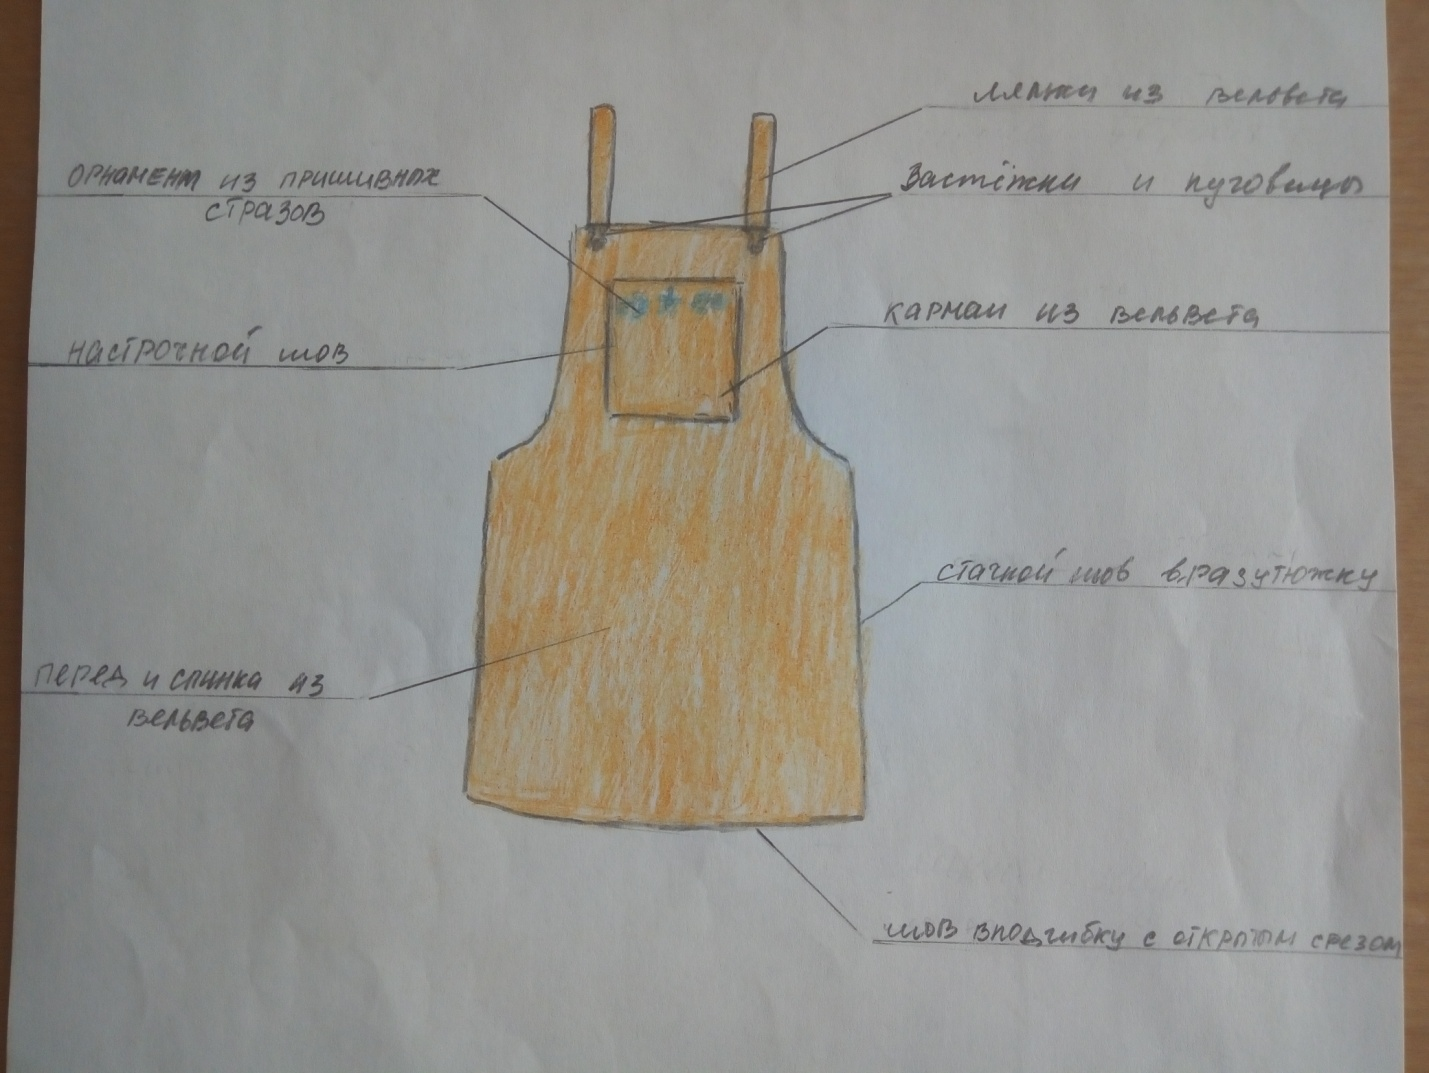 лямки из вельвета
орнамент из пришивных
стразов
Застёжки и пуговицы
карман из вельвета
настрочной шов
стачной шов вразутюжку
перед и спинка из
вельвета
шов вподгибку с открытым срезом